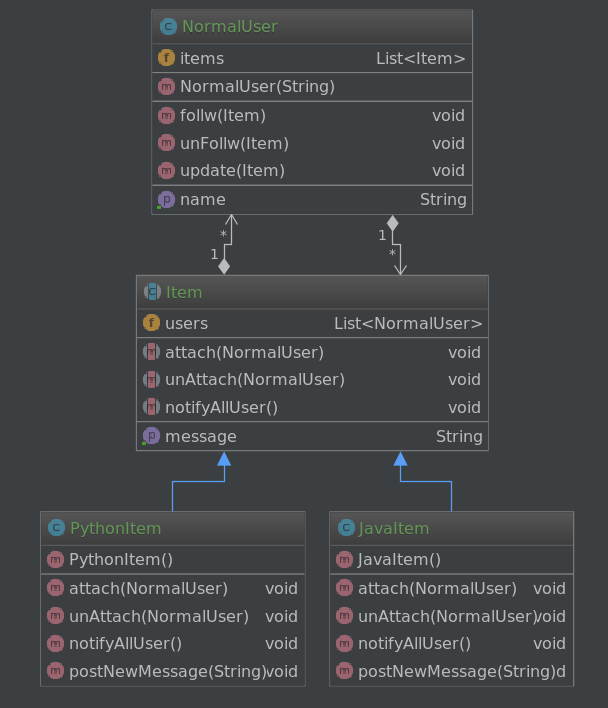 NormalUser
items List<Item>
NormalUser(String)
follw(Item) void
unFollw(Item) void
update(Item) void
name String
* 1
1 *
Item
users List<NormalUser>
attach(NormalUser) void
unAttach(NormalUser) void
notifyAllUser() void
message String
PythonItem
PythonItem()
attach(NormalUser) void
unAttach(NormalUser) void
notifyAllUser() void
postNewMessage(String)void
JavaItem
JavaItem()
attach(NormalUser) void
unAttach(NormalUser)void
notifyAllUser() void
postNewMessage(String)d